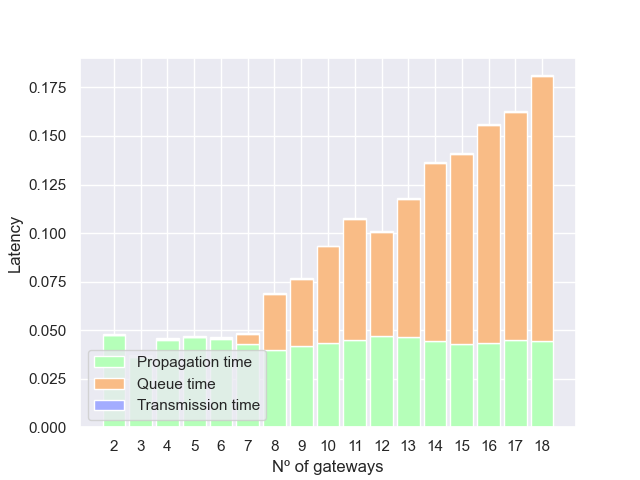 0.175
0.150
0.125
0.100
0.075
0.050
0.025
0.000
Latency
Propagation time
Queue time
Transmission time
2 3 4 5 6 7 8 9 10 11 12 13 14 15 16 17 18
Nº of gateways